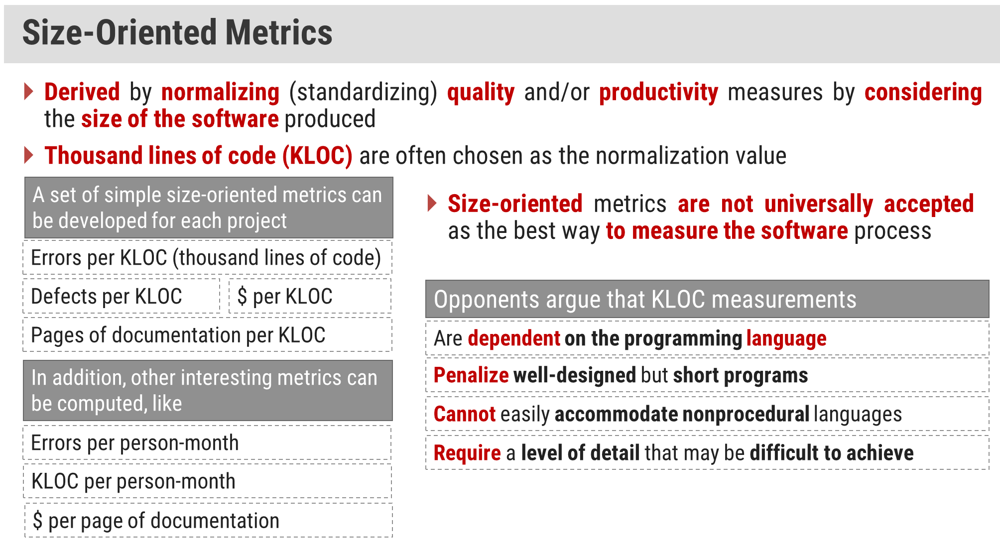 Size-Oriented Metrics
Derived by normalizing (standardizing) quality and/or productivity measures by considering
the size of the software produced
Thousand lines of code (KLOC) are often chosen as the normalization value
A set of simple size-oriented metrics can
be developed for each project
Errors per KLOC (thousand lines of code)
Defects per KLOC
$ per KLOC
Pages of documentation per KLOC
In addition, other interesting metrics can
be computed, like
Errors per person-month
KLOC per person-month
$ per page of documentation
Size-oriented metrics are not universally accepted
as the best way to measure the software process
Opponents argue that KLOC measurements
Are dependent on the programming language
Penalize well-designed but short programs
Cannot easily accommodate nonprocedural languages
Require a level of detail that may be difficult to achieve